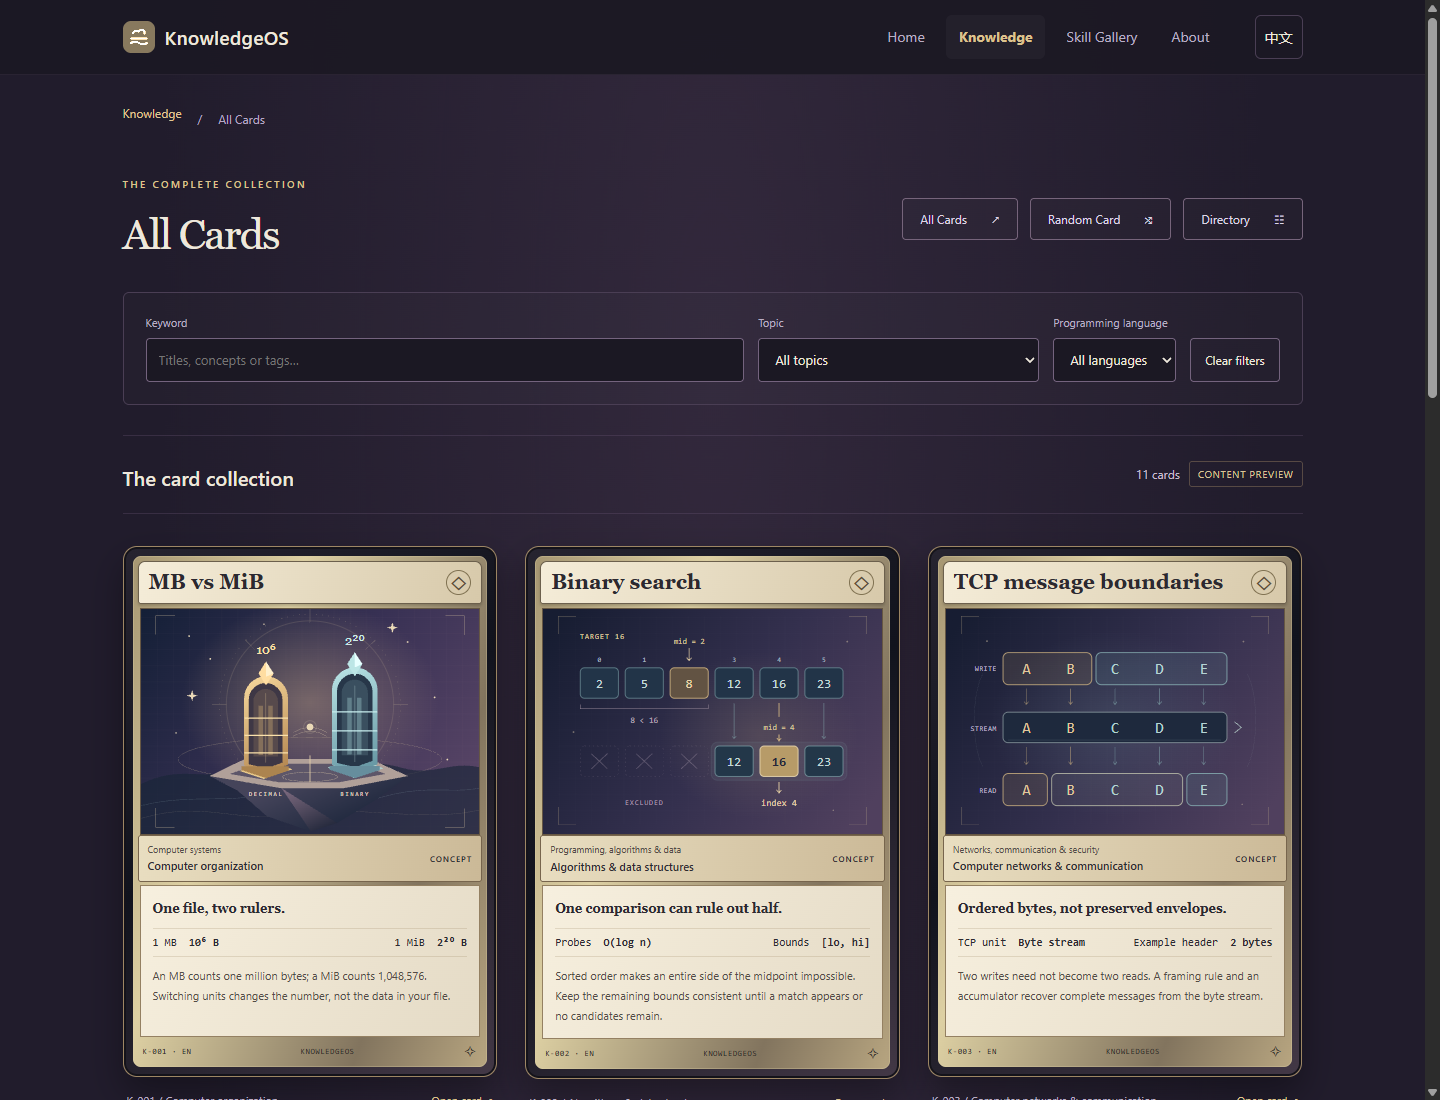 KnowledgeOS
Home
Knowledge
Skill Gallery
About
中文
Knowledge / All Cards
THE COMPLETE COLLECTION
All Cards
All Cards ↗
Random Card ⤭
Directory ☷
Keyword
Titles, concepts or tags...
Topic
All topics
Programming language
All languages
Clear filters
The card collection
11 cards
CONTENT PREVIEW
MB vs MiB
10⁶
2²⁰
DECIMAL
BINARY
Computer systems
Computer organization
CONCEPT
One file, two rulers.
1 MB 10⁶ B
1 MiB 2²⁰ B
An MB counts one million bytes; a MiB counts 1,048,576.
Switching units changes the number, not the data in your file.
K-001 · EN
KNOWLEDGEOS
Binary search
TARGET 16
mid = 2
0 1 3 4 5
2 5 8 12 16 23
8 < 16
mid = 4
12 16 23
EXCLUDED
index 4
Programming, algorithms & data
Algorithms & data structures
CONCEPT
One comparison can rule out half.
Probes O(log n)
Bounds [lo, hi]
Sorted order makes an entire side of the midpoint impossible.
Keep the remaining bounds consistent until a match appears or
no candidates remain.
K-002 · EN
KNOWLEDGEOS
TCP message boundaries
WRITE A B C D E
STREAM A B C D E
READ A B C D E
Networks, communication & security
Computer networks & communication
CONCEPT
Ordered bytes, not preserved envelopes.
TCP unit Byte stream
Example header 2 bytes
Two writes need not become two reads. A framing rule and an
accumulator recover complete messages from the byte stream.
K-003 · EN
KNOWLEDGEOS